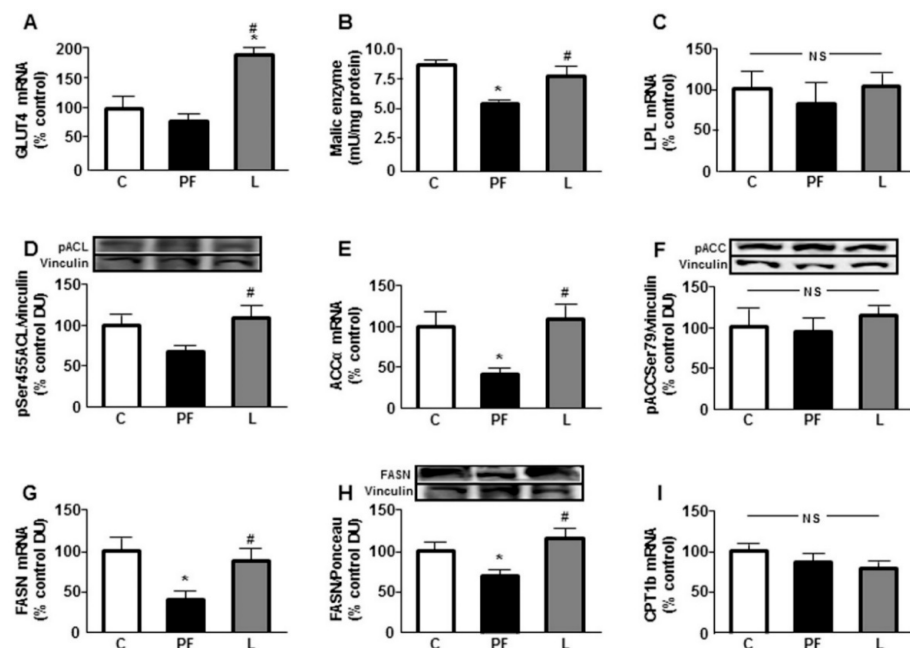 A
GLUT4 mRNA
(% control)
200
150
100
50
#
*
C PF L
B
Malic enzyme
(mU/mg protein)
10.0
7.5
5.0
2.5
0.0
*
#
C PF L
C
LPL mRNA
(% control)
150
100
50
0
NS
C PF L
D
pACL
Vinculin
pSer455ACL/vinculin
(% control DU)
150
100
50
0
#
C PF L
E
ACCα mRNA
(% control)
150
100
50
0
*
#
C PF L
F
pACC
Vinculin
pACCSer79/vinculin
(% control DU)
150
100
50
0
NS
C PF L
G
FASN mRNA
(% control DU)
150
100
50
0
*
#
C PF L
H
FASN
Vinculin
FASN/Ponceau
(% control DU)
150
100
50
0
*
#
C PF L
I
CPT1b mRNA
(% control DU)
150
100
50
0
NS
C PF L